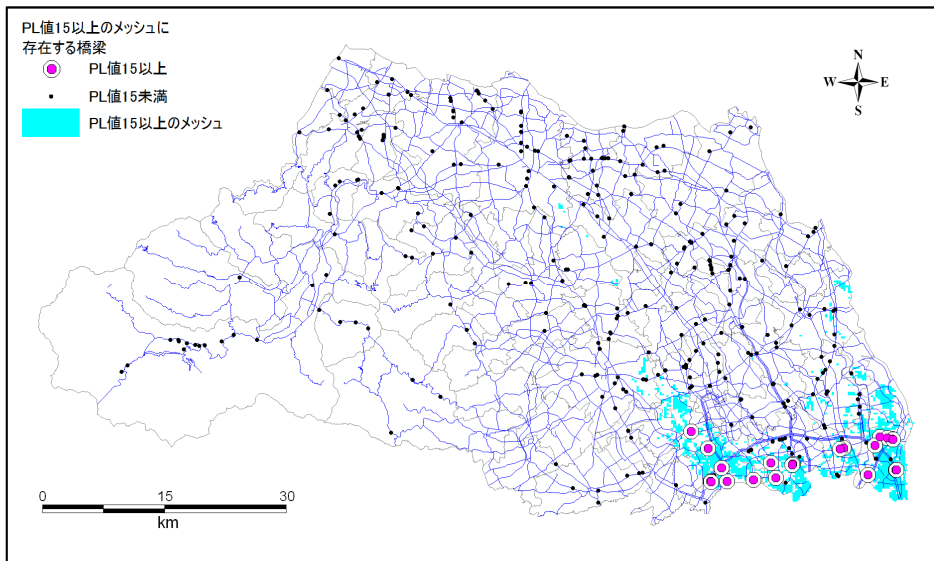 PL値15以上のメッシュに
存在する橋梁
PL値15以上
PL値15未満
PL値15以上のメッシュ
N
W E
S
0 15 30
km